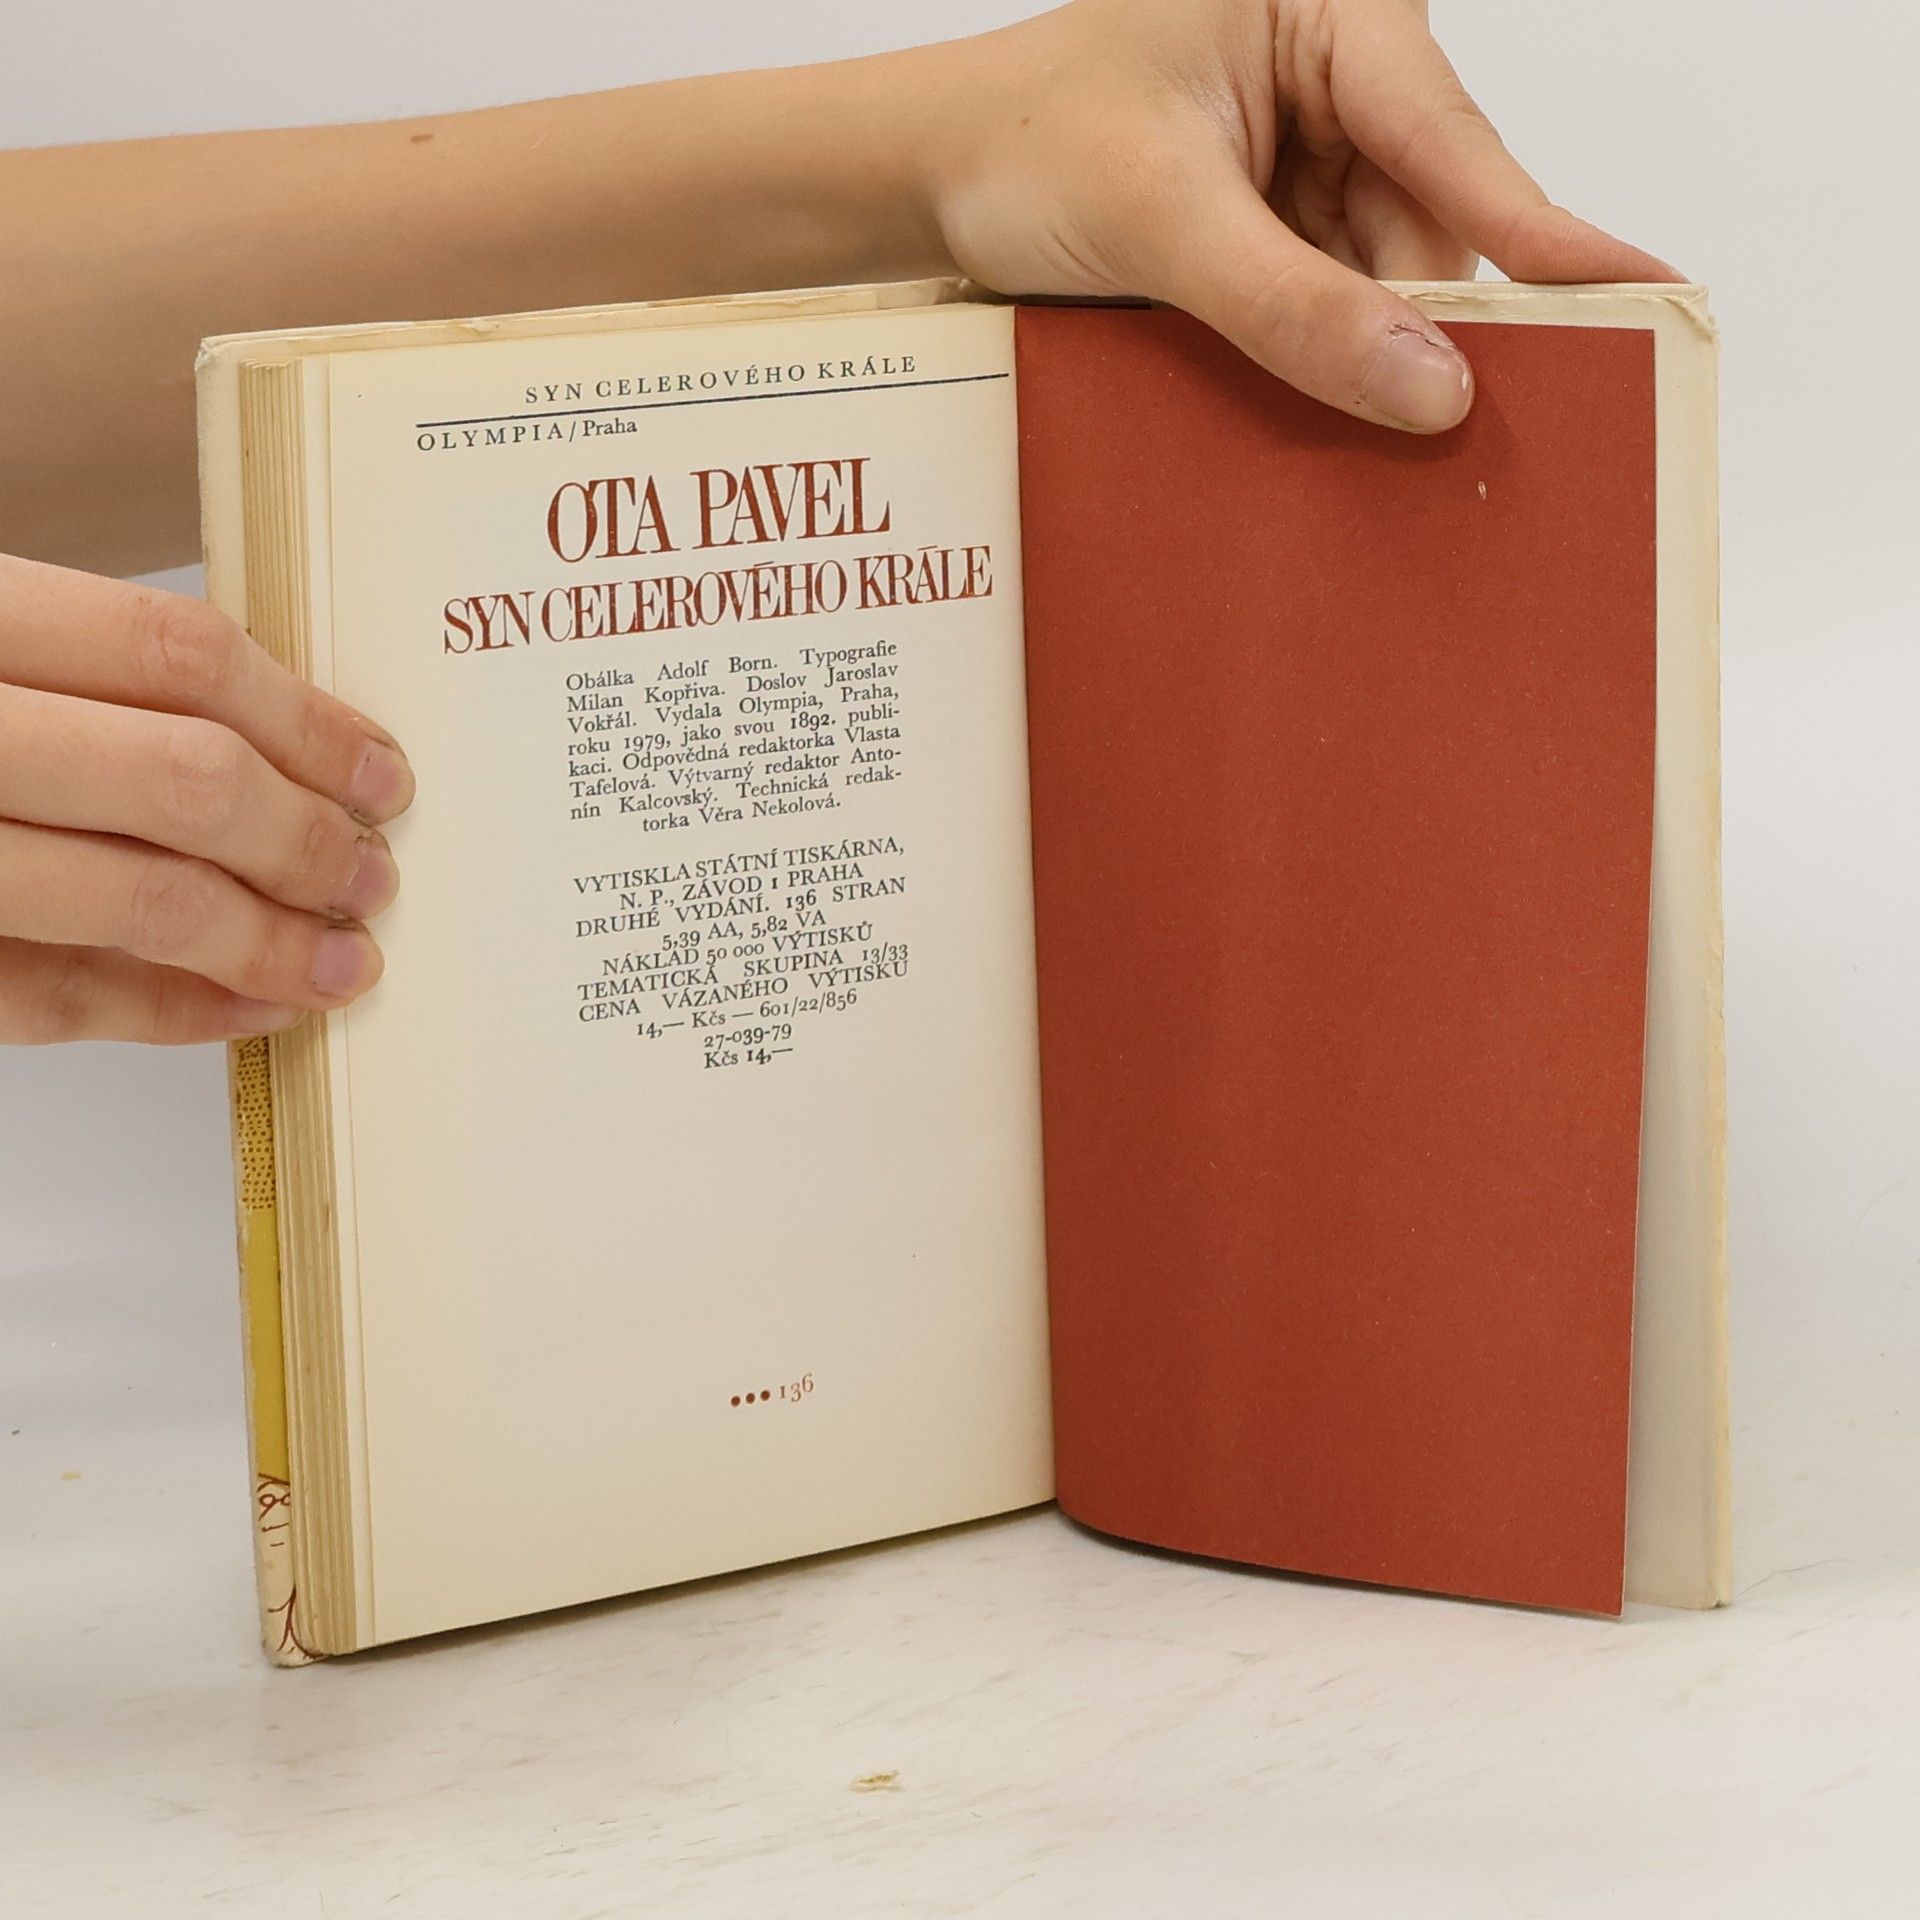 SYN CELEROVÉHO KRÁLE
OLYMPIA/Praha
OTA PAVEL
SYN CELEROVÉHO KRÁLE
Obálka Adolf Born. Typografie
Milan Kopřiva. Doslov Jaroslav
Vokřál. Vydala Olympia, Praha,
roku 1979, jako svou 1892. publi-
kaci. Odpovědná redaktorka Vlasta
Tafelová. Výtvarný redaktor Anto-
nín Kalcovský. Technická redak-
torka Věra Nekolová.
VYTISKLA STÁTNÍ TISKÁRNA,
N. P., ZÁVOD 1 PRAHA
DRUHÉ VYDÁNÍ. 136 STRAN
5,39 AA, 5,82 VA
NÁKLAD 50 000 VÝTISKŮ
TEMATICKÁ SKUPINA 13/33
CENA VÁZANÉHO VÝTISKU
14,— Kčs — 601/22/856
27-039-79
Kčs 14,—
••• 136